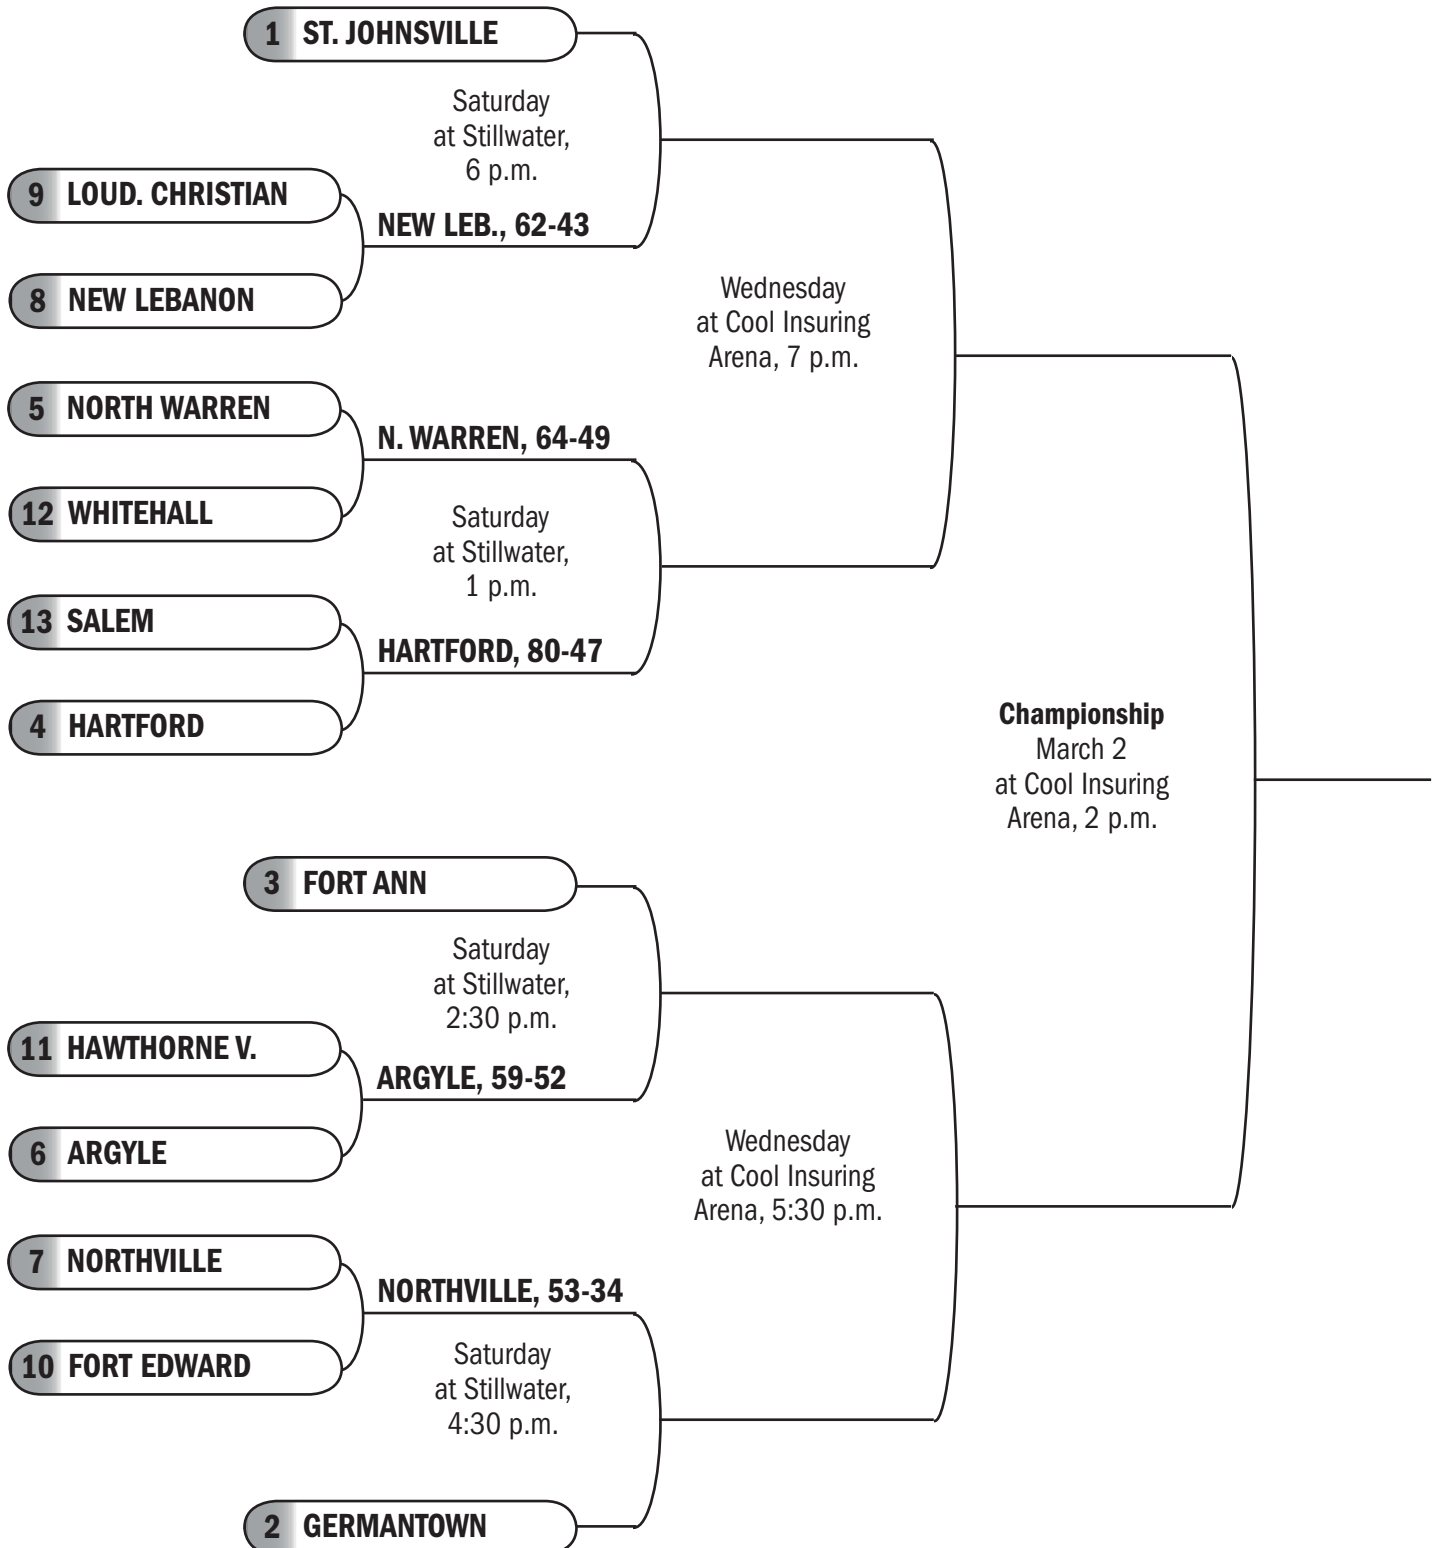 1 ST. JOHNSVILLE
Saturday
at Stillwater,
6 p.m.
9 LOUD. CHRISTIAN
NEW LEB., 62-43
8 NEW LEBANON
Wednesday
at Cool Insuring
Arena, 7 p.m.
5 NORTH WARREN
N. WARREN, 64-49
12 WHITEHALL
Saturday
at Stillwater,
1 p.m.
13 SALEM
HARTFORD, 80-47
4 HARTFORD
Championship
March 2
at Cool Insuring
Arena, 2 p.m.
3 FORT ANN
Saturday
at Stillwater,
2:30 p.m.
11 HAWTHORNE V.
ARGYLE, 59-52
6 ARGYLE
Wednesday
at Cool Insuring
Arena, 5:30 p.m.
7 NORTHVILLE
NORTHVILLE, 53-34
10 FORT EDWARD
Saturday
at Stillwater,
4:30 p.m.
2 GERMANTOWN